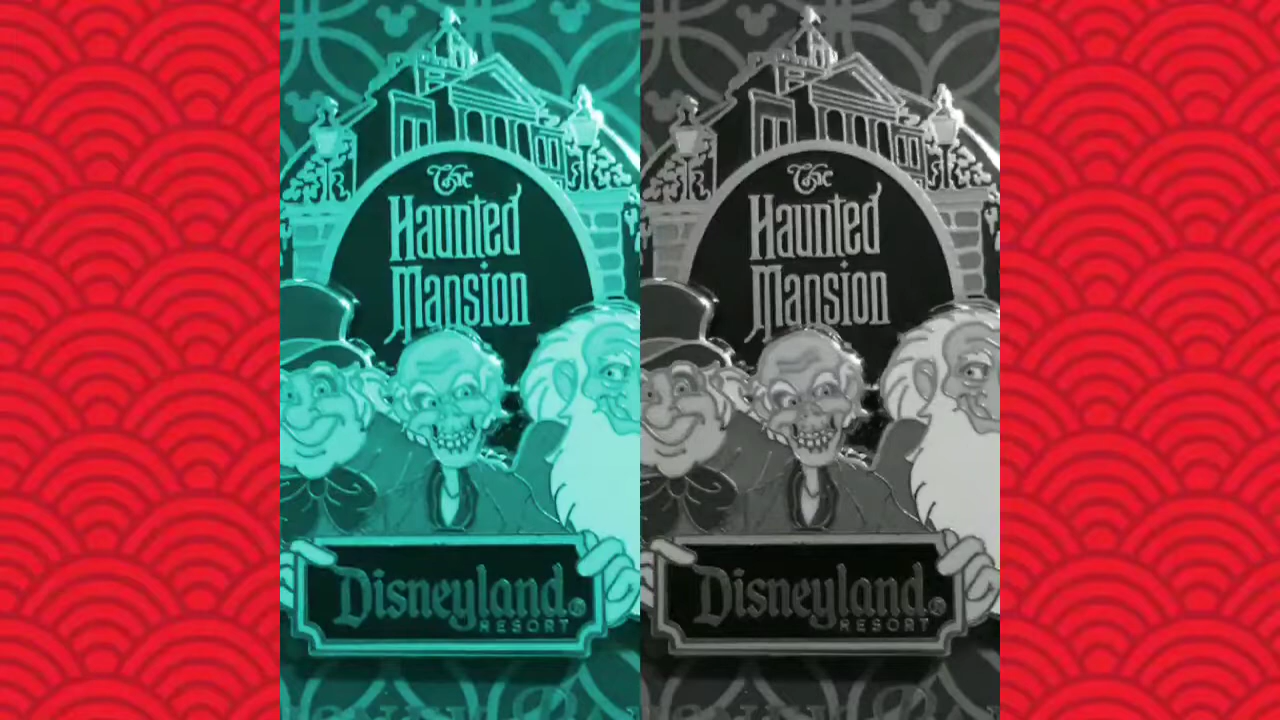 The
Haunted
Mansion
Disneyland®
RESORT
The
Haunted
Mansion
Disneyland®
RESORT